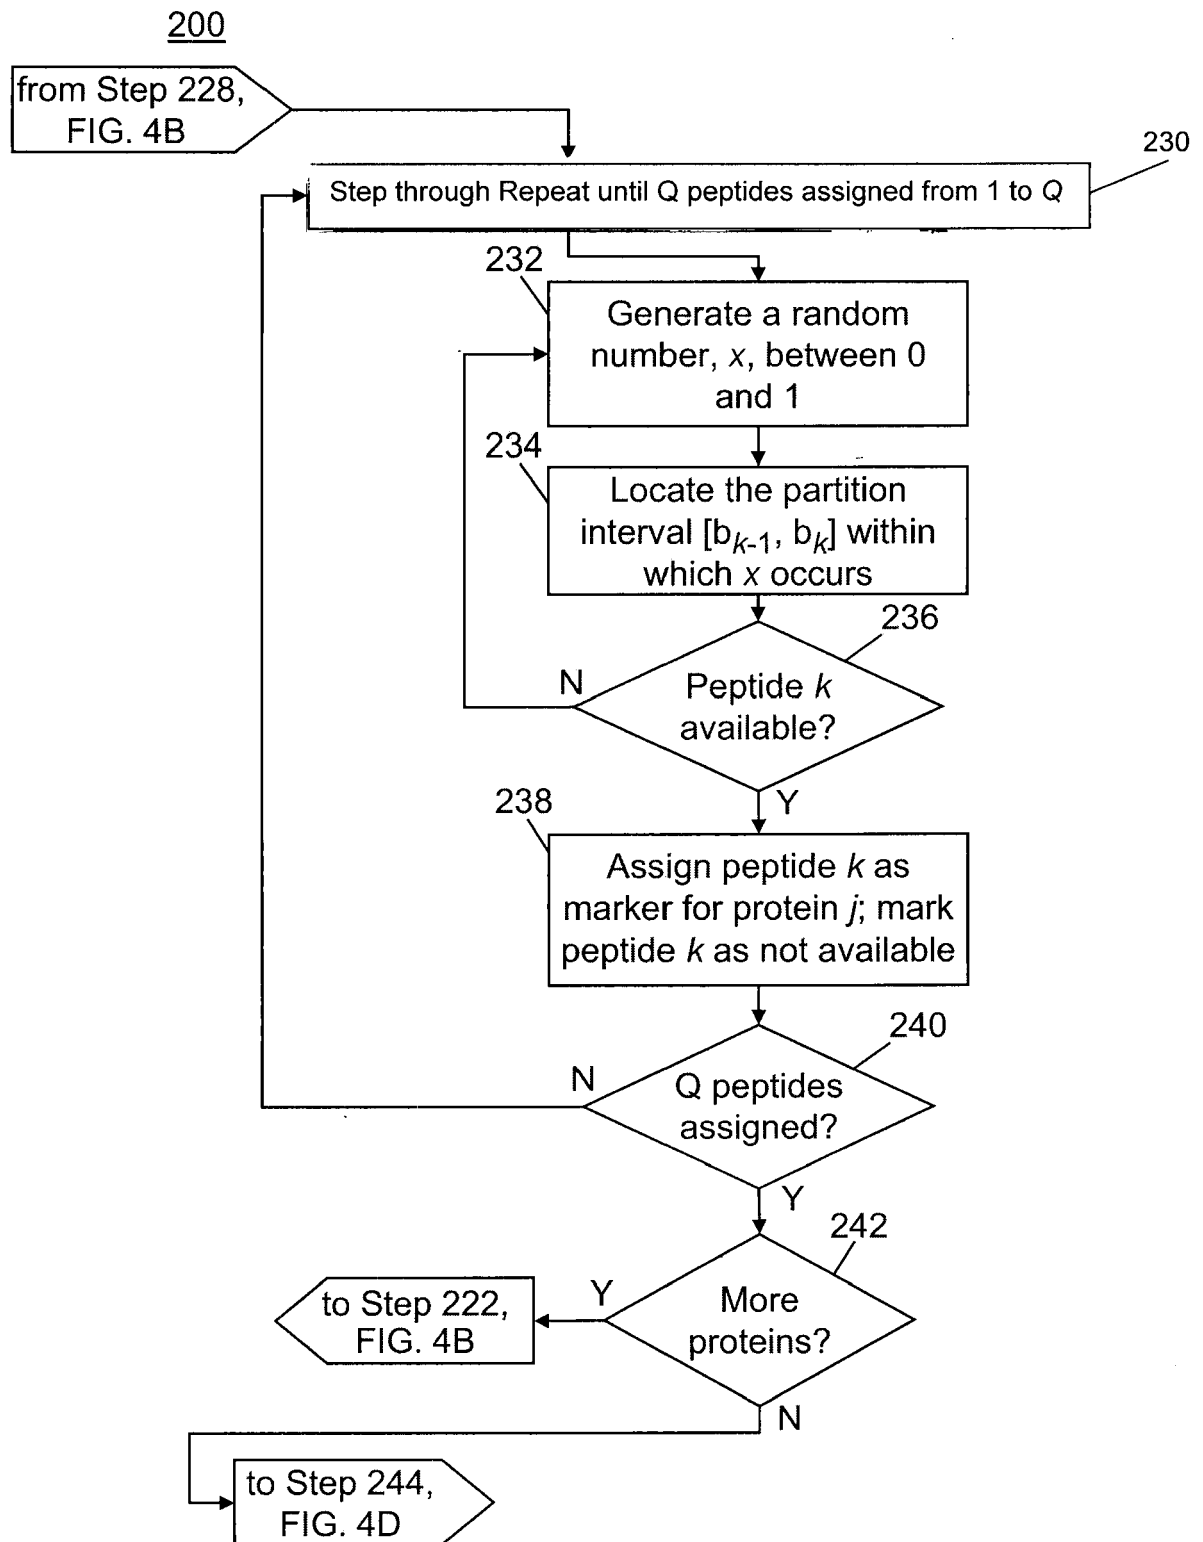 200
from Step 228,
FIG. 4B
230
Step through Repeat until Q peptides assigned from 1 to Q
232
Generate a random
number, x, between 0
and 1
234
Locate the partition
interval [bk-1, bk] within
which x occurs
236
N
Peptide k
available?
Y
238
Assign peptide k as
marker for protein j; mark
peptide k as not available
240
N
Q peptides
assigned?
Y
242
Y
to Step 222,
FIG. 4B
More
proteins?
N
to Step 244,
FIG. 4D